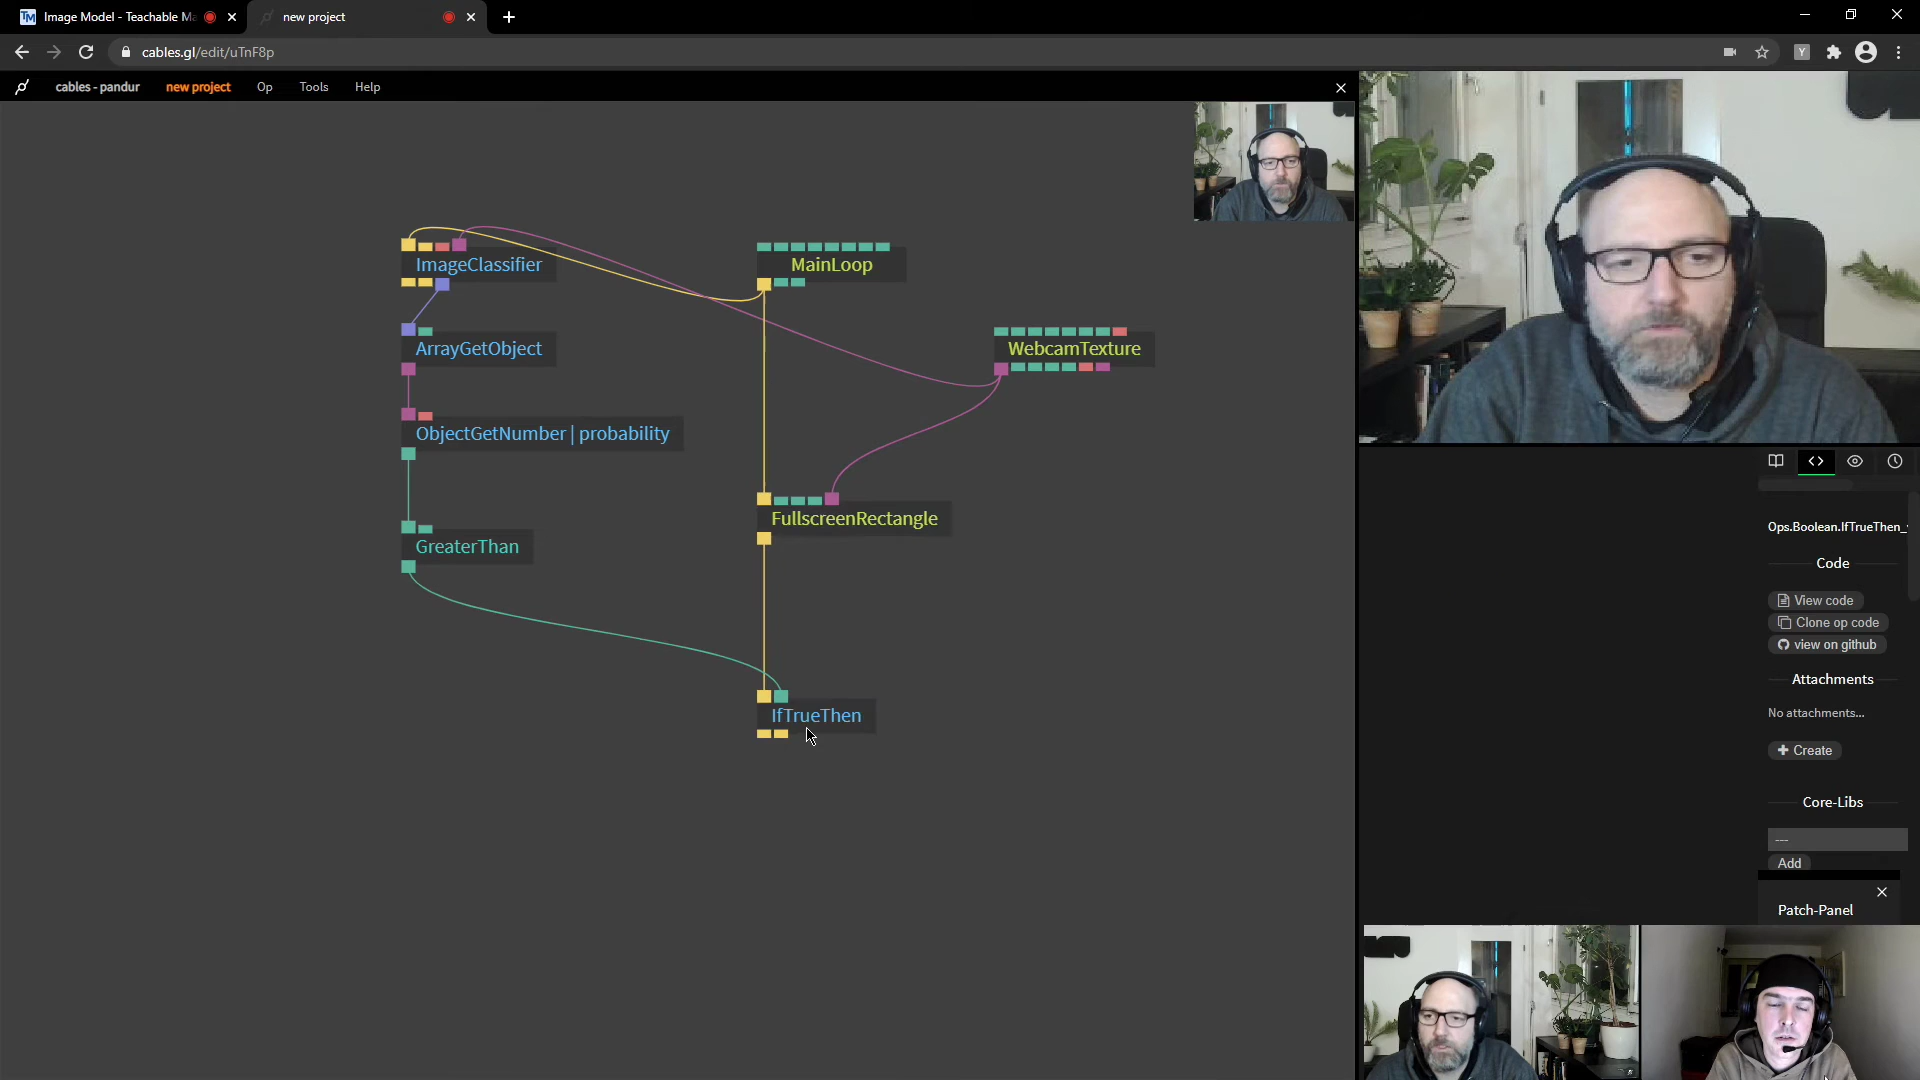 TM Image Model - Teachable Ma
new project
cables.gl/edit/uTnF8p
Y
cables - pandur
new project
Op
Tools
Help
ImageClassifier
MainLoop
ArrayGetObject
WebcamTexture
ObjectGetNumber | probability
FullscreenRectangle
GreaterThan
IfTrueThen
Ops.Boolean.IfTrueThen_
Code
View code
Clone op code
view on github
Attachments
No attachments...
Create
Core-Libs
---
Add
Patch-Panel